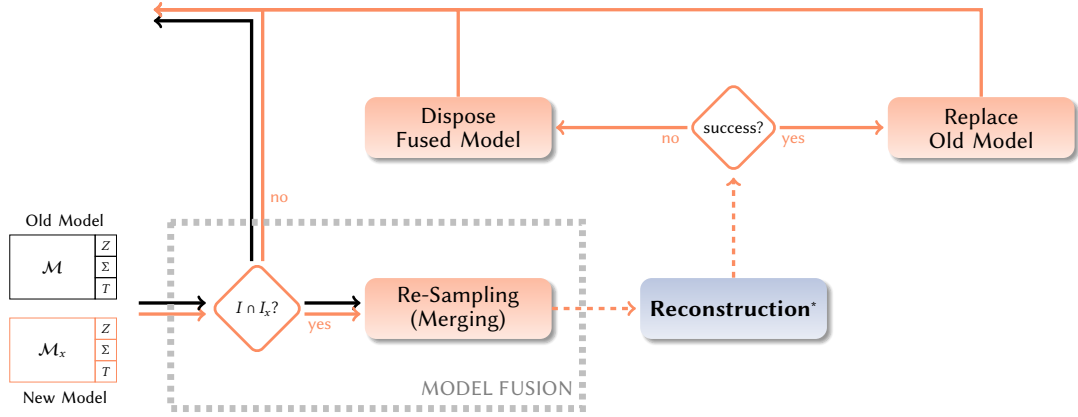 Dispose
Fused Model
no
success?
yes
Replace
Old Model
no
Old Model
ℳ
Z
Σ
T
I ∩ Iₓ?
yes
Re-Sampling
(Merging)
Reconstruction*
ℳₓ
Z
Σ
T
New Model
MODEL FUSION